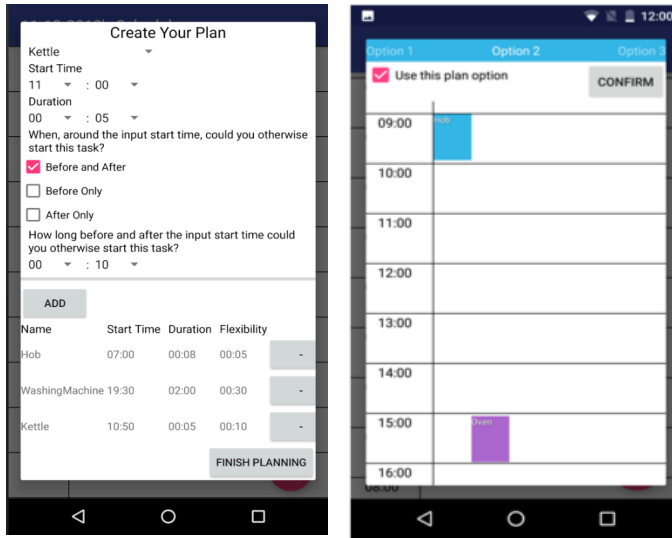 Create Your Plan
Kettle
Start Time
11 : 00
Duration
00 : 05
When, around the input start time, could you otherwise
start this task?
Before and After
Before Only
After Only
How long before and after the input start time could
you otherwise start this task?
00 : 10
ADD
Name Start Time Duration Flexibility
Hob 07:00 00:08 00:05 -
WashingMachine 19:30 02:00 00:30 -
Kettle 10:50 00:05 00:10 -
FINISH PLANNING
12:00
Option 1 Option 2 Option 3
Use this plan option
CONFIRM
09:00 Hob
10:00
11:00
12:00
13:00
14:00
15:00 Oven
16:00